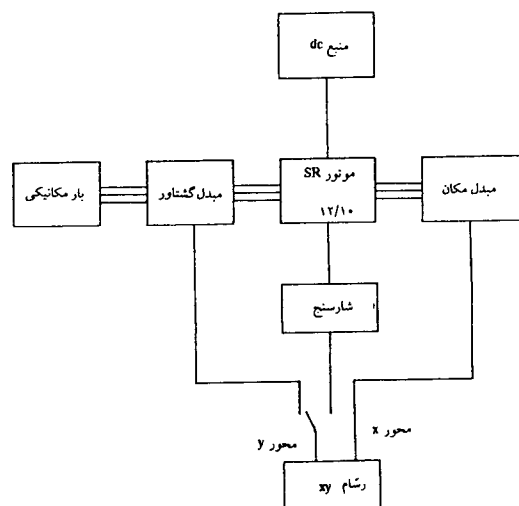 منبع dc
موتور SR
۱۲/۱۰
مبدل مکان
مبدل گشتاور
بار مکانیکی
شارسنج
محور x
محور y
رسّام xy